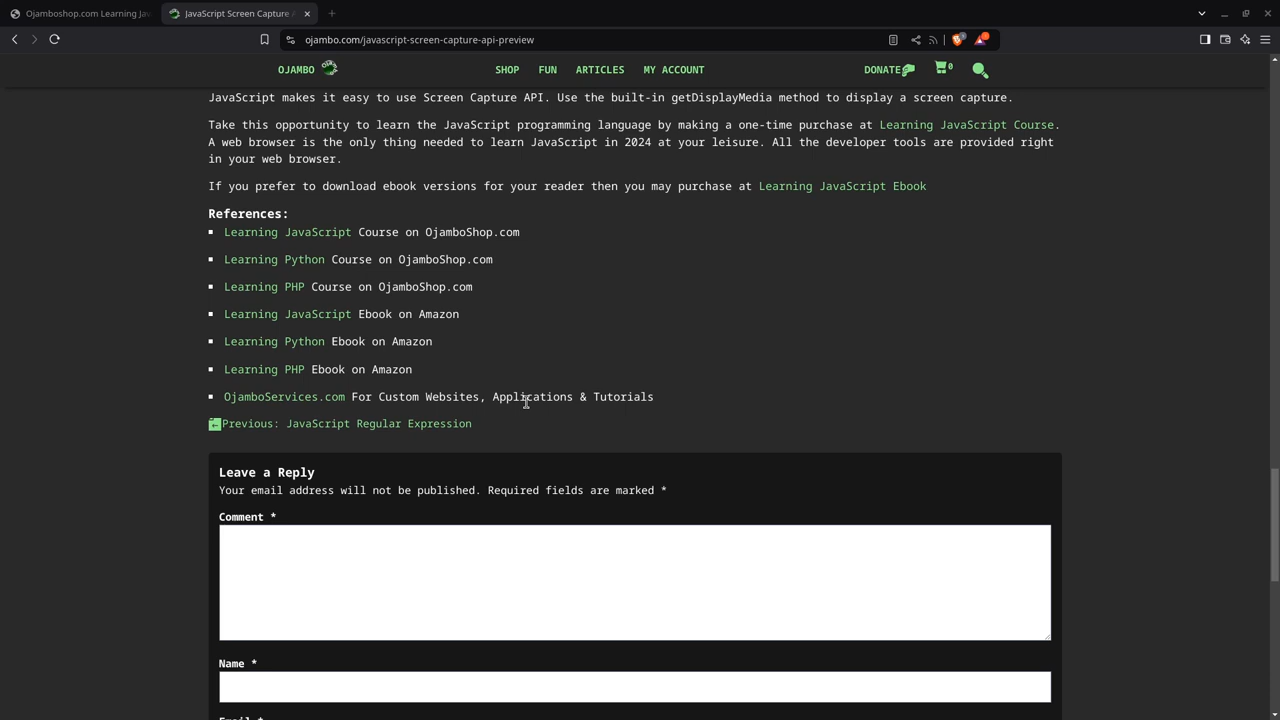 Ojamboshop.com Learning Jav
JavaScript Screen Capture A
ojambo.com/javascript-screen-capture-api-preview
OJAMBO
SHOP
FUN
ARTICLES
MY ACCOUNT
DONATE
0
JavaScript makes it easy to use Screen Capture API. Use the built-in getDisplayMedia method to display a screen capture.
Take this opportunity to learn the JavaScript programming language by making a one-time purchase at Learning JavaScript Course.
A web browser is the only thing needed to learn JavaScript in 2024 at your leisure. All the developer tools are provided right
in your web browser.
If you prefer to download ebook versions for your reader then you may purchase at Learning JavaScript Ebook
References:
Learning JavaScript Course on OjamboShop.com
Learning Python Course on OjamboShop.com
Learning PHP Course on OjamboShop.com
Learning JavaScript Ebook on Amazon
Learning Python Ebook on Amazon
Learning PHP Ebook on Amazon
OjamboServices.com For Custom Websites, Applications & Tutorials
Previous: JavaScript Regular Expression
Leave a Reply
Your email address will not be published. Required fields are marked *
Comment *
Name *
Email *